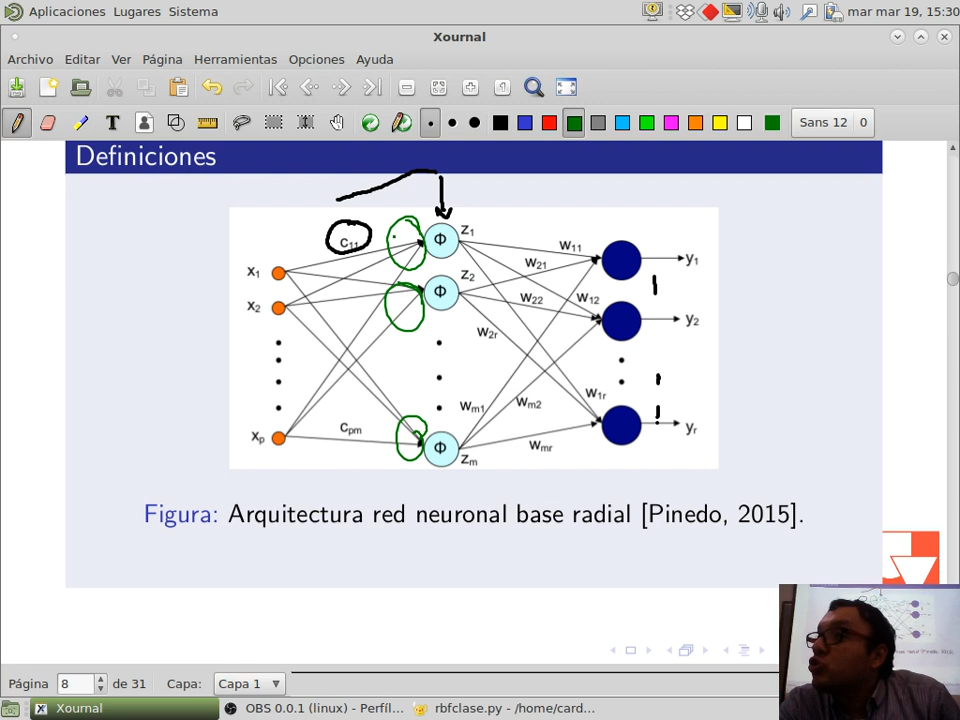 Aplicaciones Lugares Sistema
mar mar 19, 15:30
Xournal
Archivo Editar Ver Página Herramientas Opciones Ayuda
Sans 12 0
Definiciones
c11
Φ z1
w11
y1
x1
w21
Φ z2
x2
w22 w12
y2
w2r
w1r
wm1 wm2
cpm
xp
Φ zm
wmr
yr
Figura: Arquitectura red neuronal base radial [Pinedo, 2015].
Página 8 de 31 Capa: Capa 1
Xournal OBS 0.0.1 (linux) - Perfíl... rbfclase.py - /home/card...